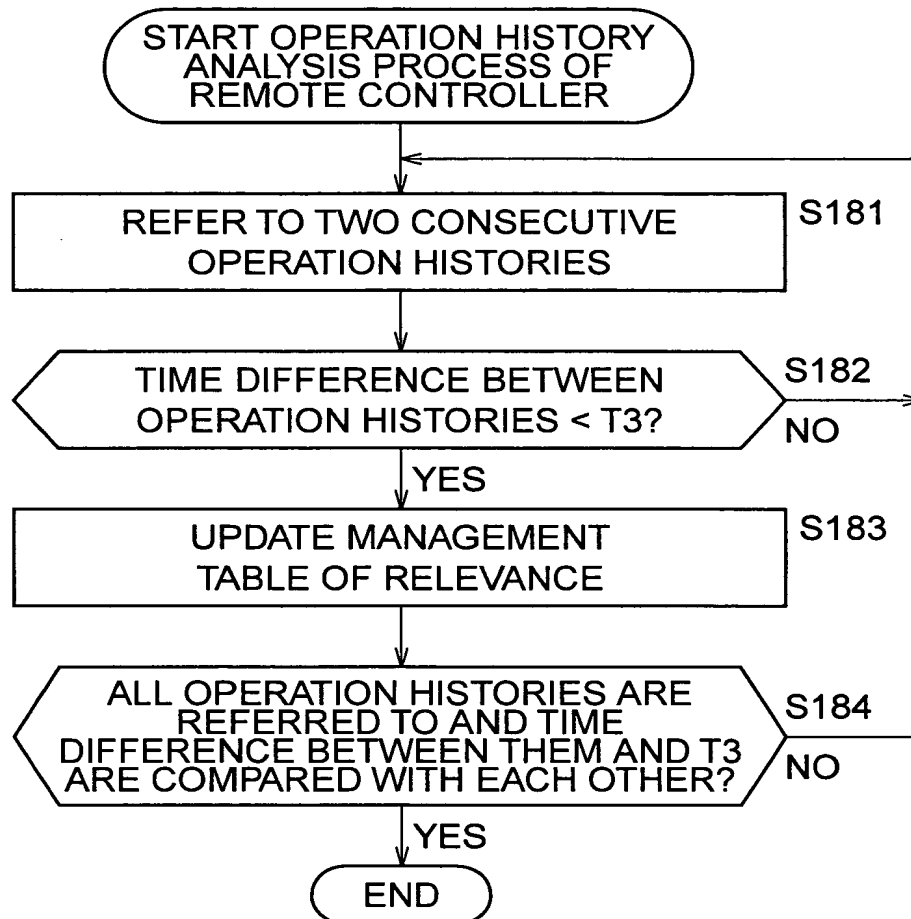 START OPERATION HISTORY
ANALYSIS PROCESS OF
REMOTE CONTROLLER
S181
REFER TO TWO CONSECUTIVE
OPERATION HISTORIES
S182
TIME DIFFERENCE BETWEEN
OPERATION HISTORIES < T3?
NO
YES
S183
UPDATE MANAGEMENT
TABLE OF RELEVANCE
ALL OPERATION HISTORIES ARE
REFERRED TO AND TIME
DIFFERENCE BETWEEN THEM AND T3
ARE COMPARED WITH EACH OTHER?
S184
NO
YES
END